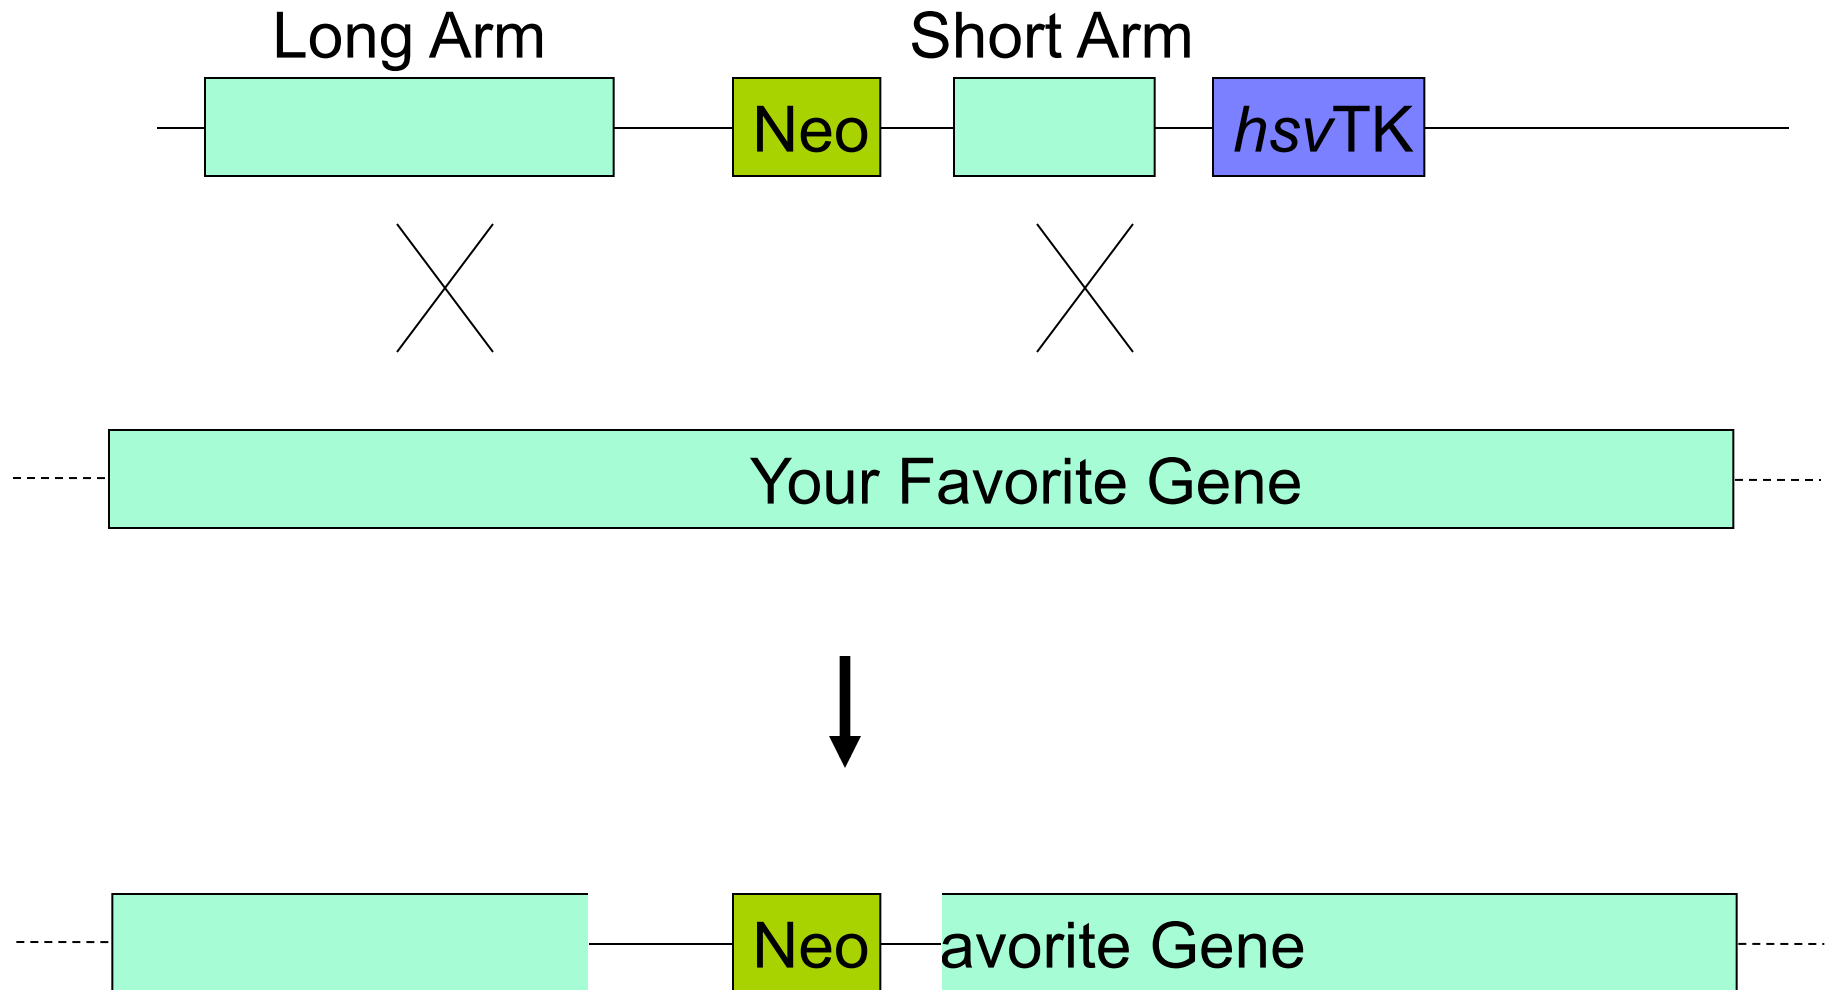 Long Arm
Short Arm
Neo
hsvTK
Your Favorite Gene
Neo
avorite Gene